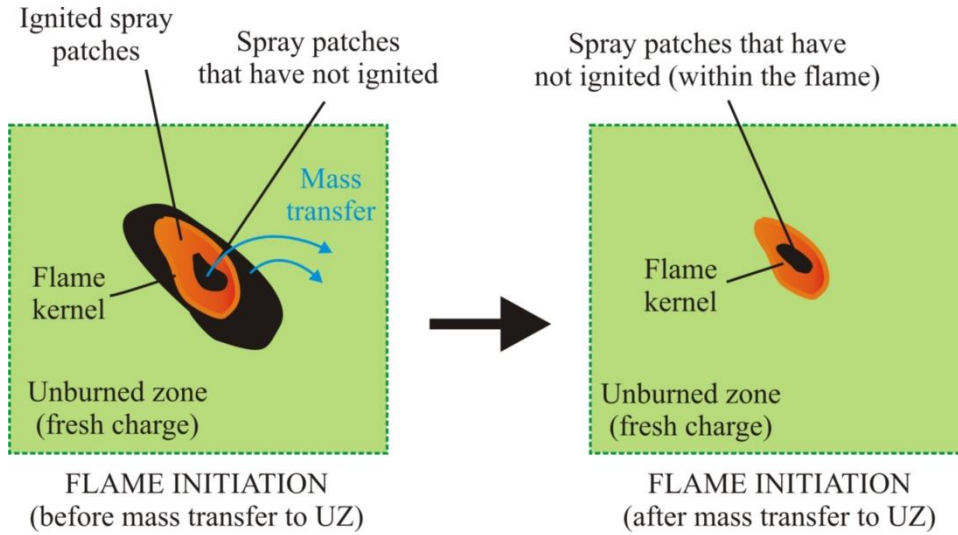 Ignited spray
patches
Spray patches
that have not ignited
Mass
transfer
Flame
kernel
Unburned zone
(fresh charge)
FLAME INITIATION
(before mass transfer to UZ)
Spray patches that have
not ignited (within the flame)
Flame
kernel
Unburned zone
(fresh charge)
FLAME INITIATION
(after mass transfer to UZ)